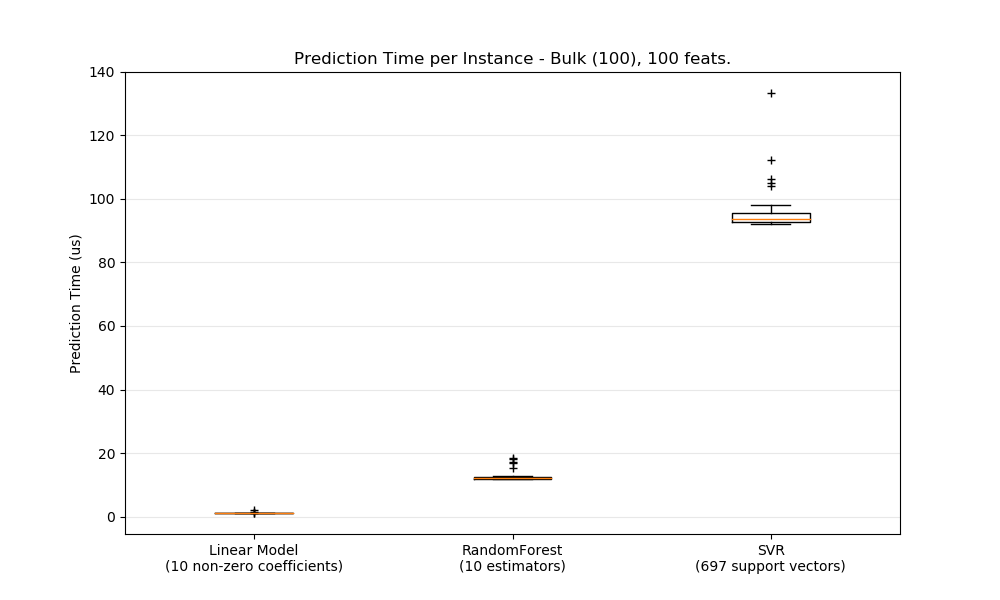 Prediction Time per Instance - Bulk (100), 100 feats.
140
120
100
80
60
40
20
0
Prediction Time (us)
Linear Model
(10 non-zero coefficients)
RandomForest
(10 estimators)
SVR
(697 support vectors)